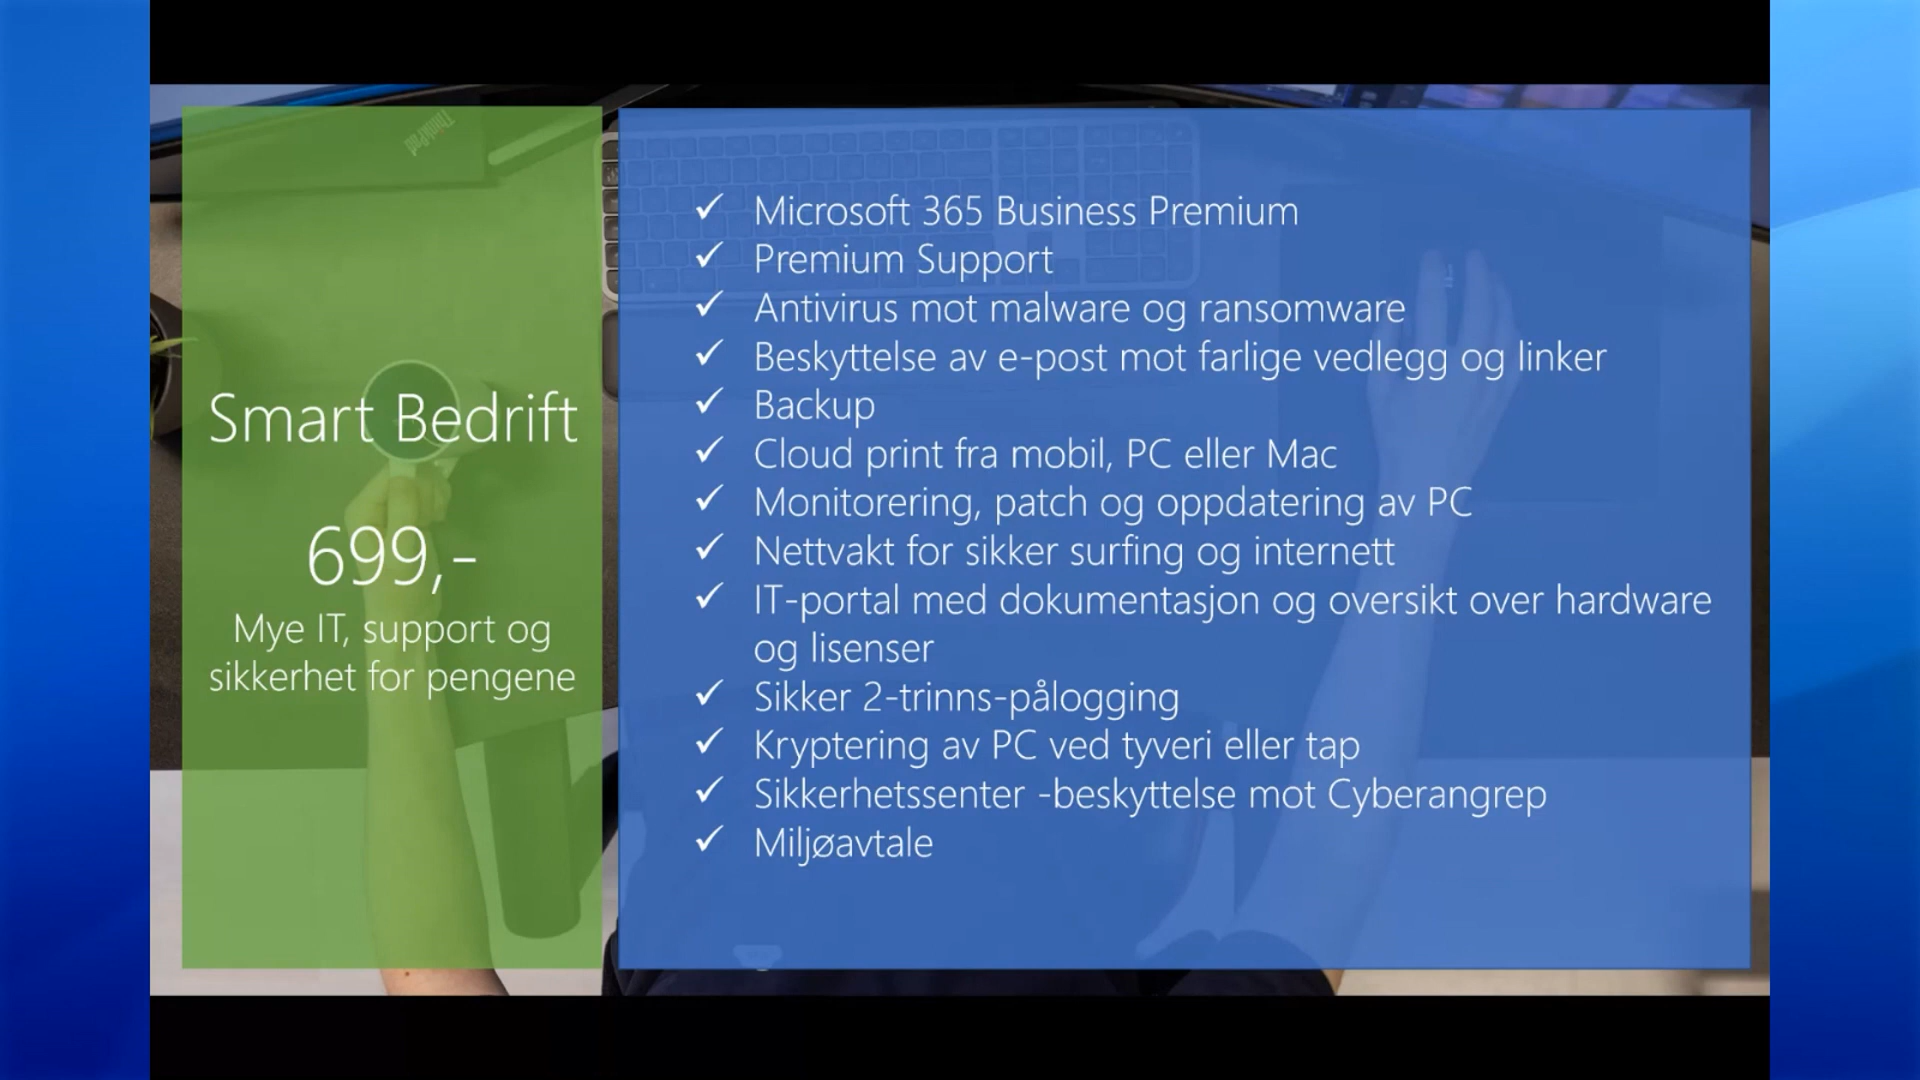 ThinkPad
Smart Bedrift
699,-
Mye IT, support og
sikkerhet for pengene
✓ Microsoft 365 Business Premium
✓ Premium Support
✓ Antivirus mot malware og ransomware
✓ Beskyttelse av e-post mot farlige vedlegg og linker
✓ Backup
✓ Cloud print fra mobil, PC eller Mac
✓ Monitorering, patch og oppdatering av PC
✓ Nettvakt for sikker surfing og internett
✓ IT-portal med dokumentasjon og oversikt over hardware
og lisenser
✓ Sikker 2-trinns-pålogging
✓ Kryptering av PC ved tyveri eller tap
✓ Sikkerhetssenter -beskyttelse mot Cyberangrep
✓ Miljøavtale